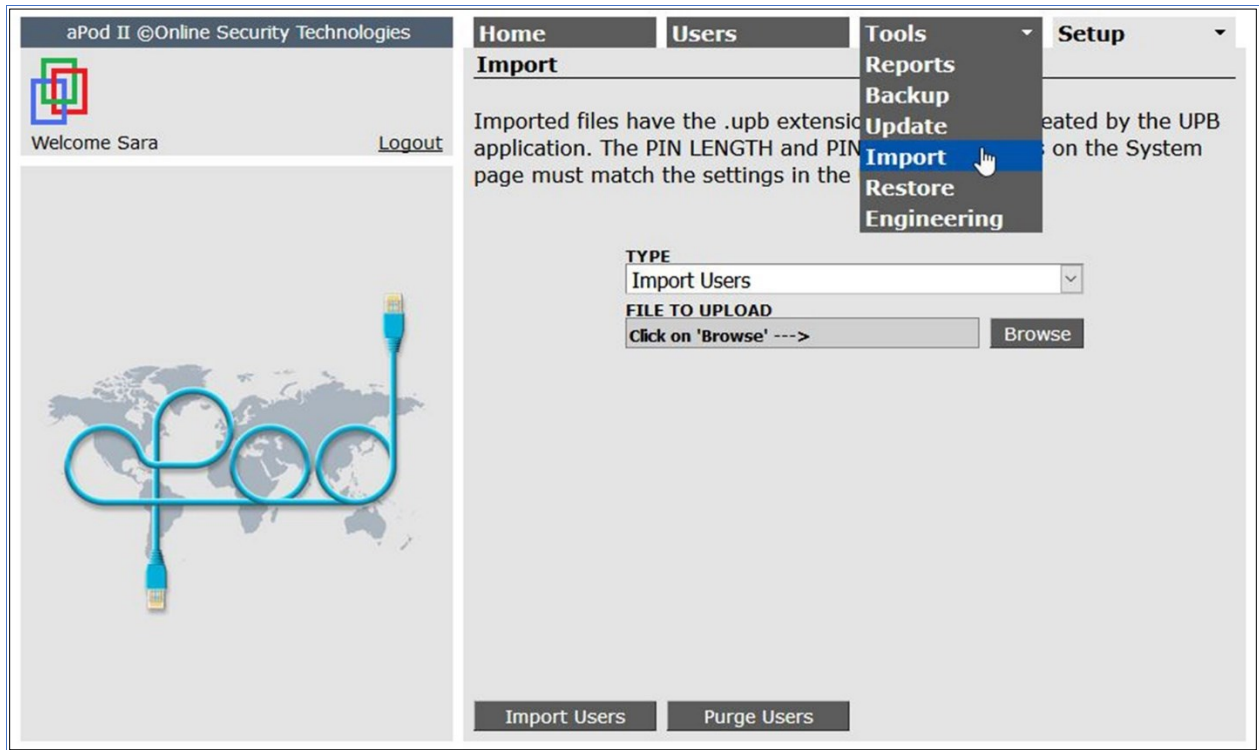 aPod II ©Online Security Technologies
Welcome Sara
Logout
Home
Users
Tools
Setup
Reports
Backup
Update
Import
Restore
Engineering
Import
Imported files have the .upb extensio eated by the UPB
application. The PIN LENGTH and PIN on the System
page must match the settings in the
TYPE
Import Users
FILE TO UPLOAD
Click on 'Browse' --->
Browse
Import Users
Purge Users
aPod